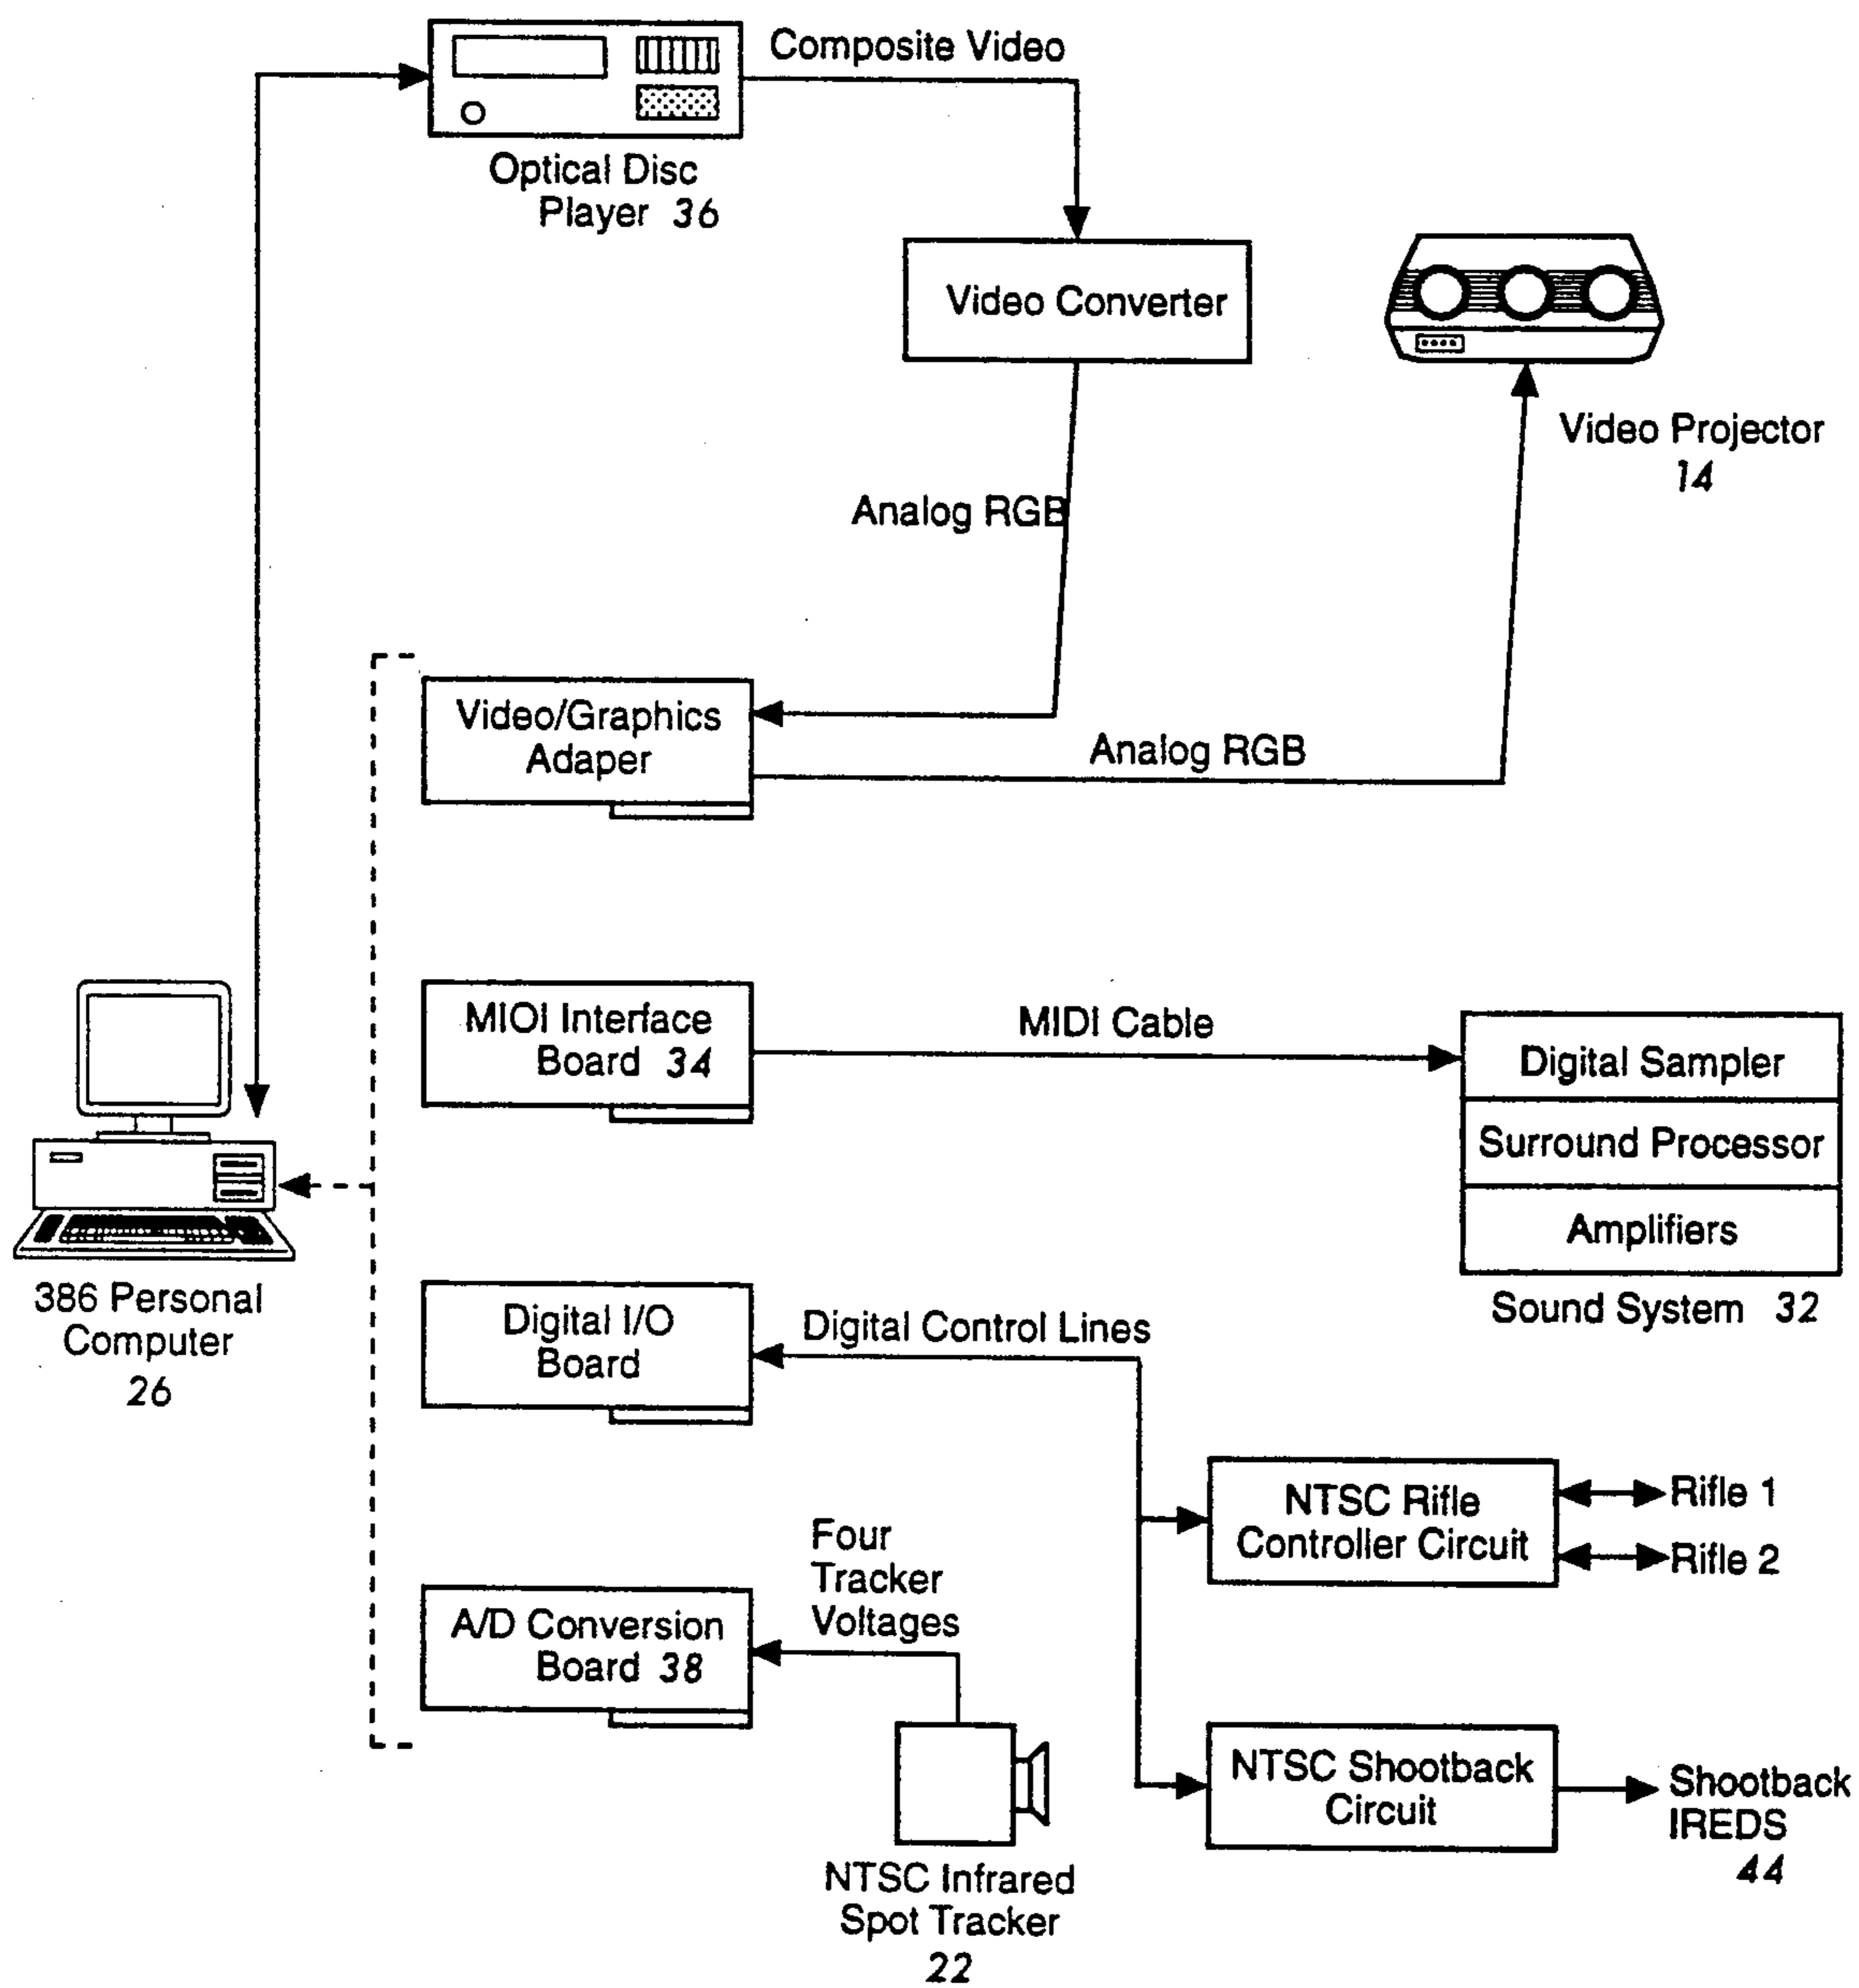 Composite Video
Optical Disc
Player 36
Video Converter
Video Projector
14
Analog RGB
Video/Graphics
Adaper
Analog RGB
MIOI Interface
Board 34
MIDI Cable
Digital Sampler
Surround Processor
Amplifiers
Sound System 32
386 Personal
Computer
26
Digital I/O
Board
Digital Control Lines
NTSC Rifle
Controller Circuit
Rifle 1
Rifle 2
Four
Tracker
Voltages
A/D Conversion
Board 38
NTSC Shootback
Circuit
Shootback
IREDS
44
NTSC Infrared
Spot Tracker
22